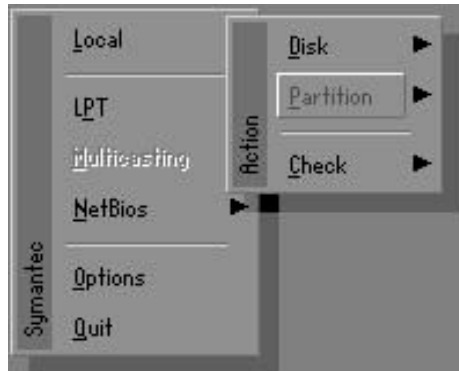 Local
LPT
Multicasting
NetBios
Options
Quit
Symantec
Disk
Partition
Check
Action